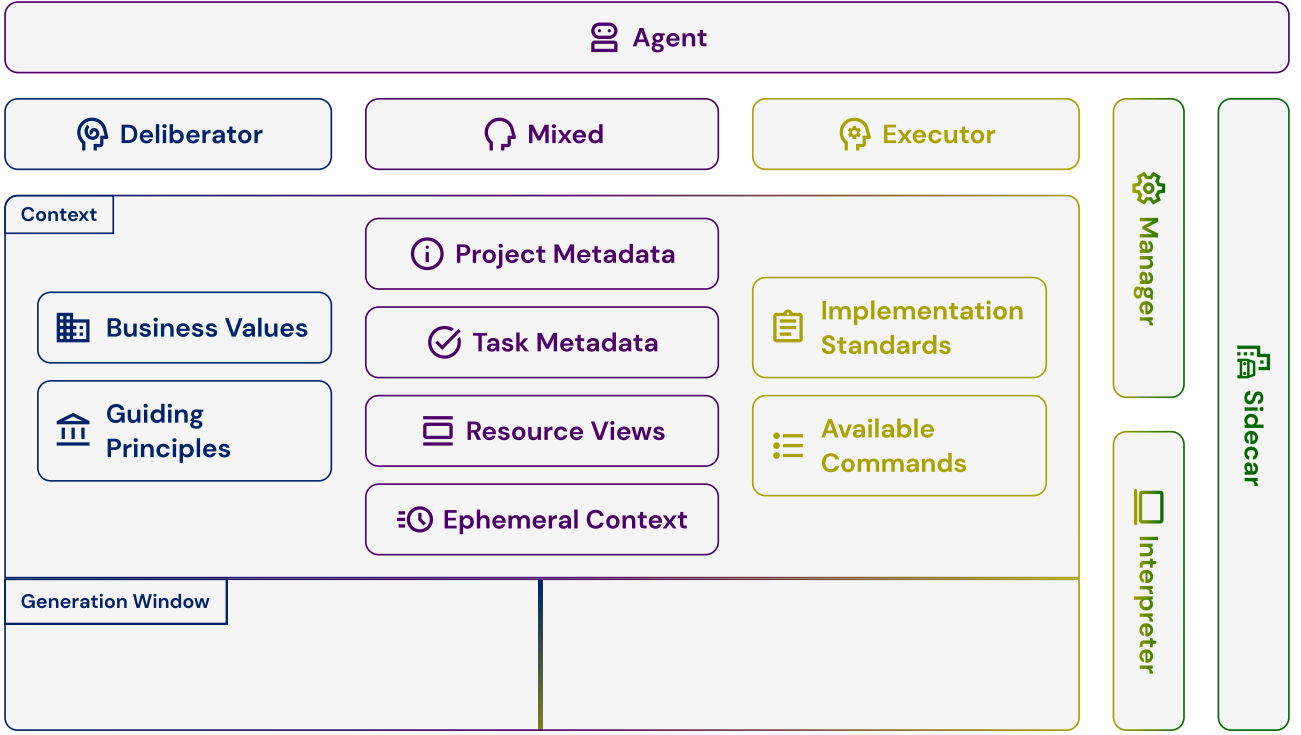 Agent
Deliberator
Mixed
Executor
Context
Business Values
Guiding
Principles
Project Metadata
Task Metadata
Resource Views
Ephemeral Context
Implementation
Standards
Available
Commands
Generation Window
Manager
Interpreter
Sidecar